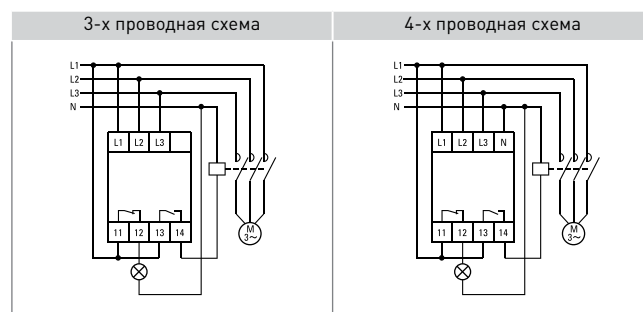 3-х проводная схема
L1
L2
L3
N
L1 L2 L3
11 12 13 14
M
3~
4-х проводная схема
L1
L2
L3
N
L1 L2 L3 N
11 12 13 14
M
3~